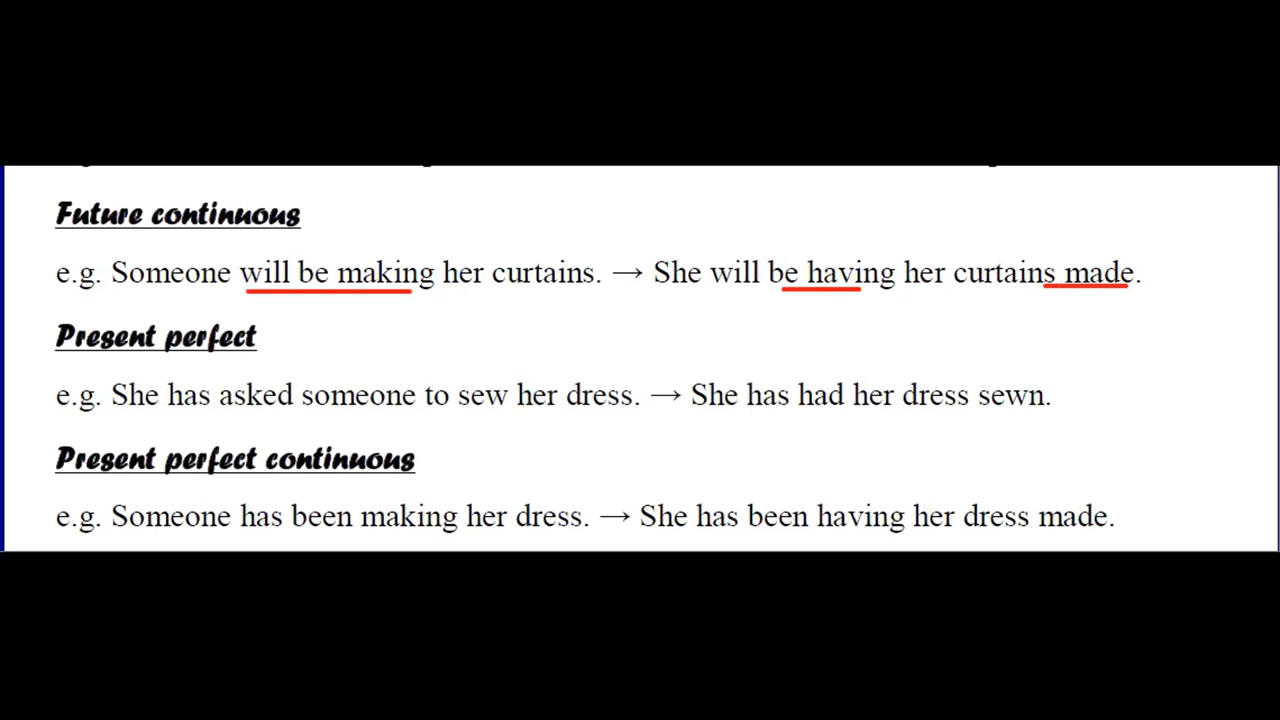 Future continuous
e.g. Someone will be making her curtains. → She will be having her curtains made.
Present perfect
e.g. She has asked someone to sew her dress. → She has had her dress sewn.
Present perfect continuous
e.g. Someone has been making her dress. → She has been having her dress made.